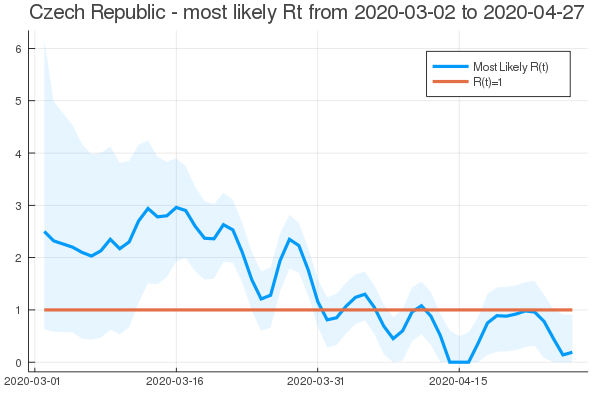 Czech Republic - most likely Rt from 2020-03-02 to 2020-04-27
6
Most Likely R(t)
R(t)=1
5
4
3
2
1
0
2020-03-01 2020-03-16 2020-03-31 2020-04-15